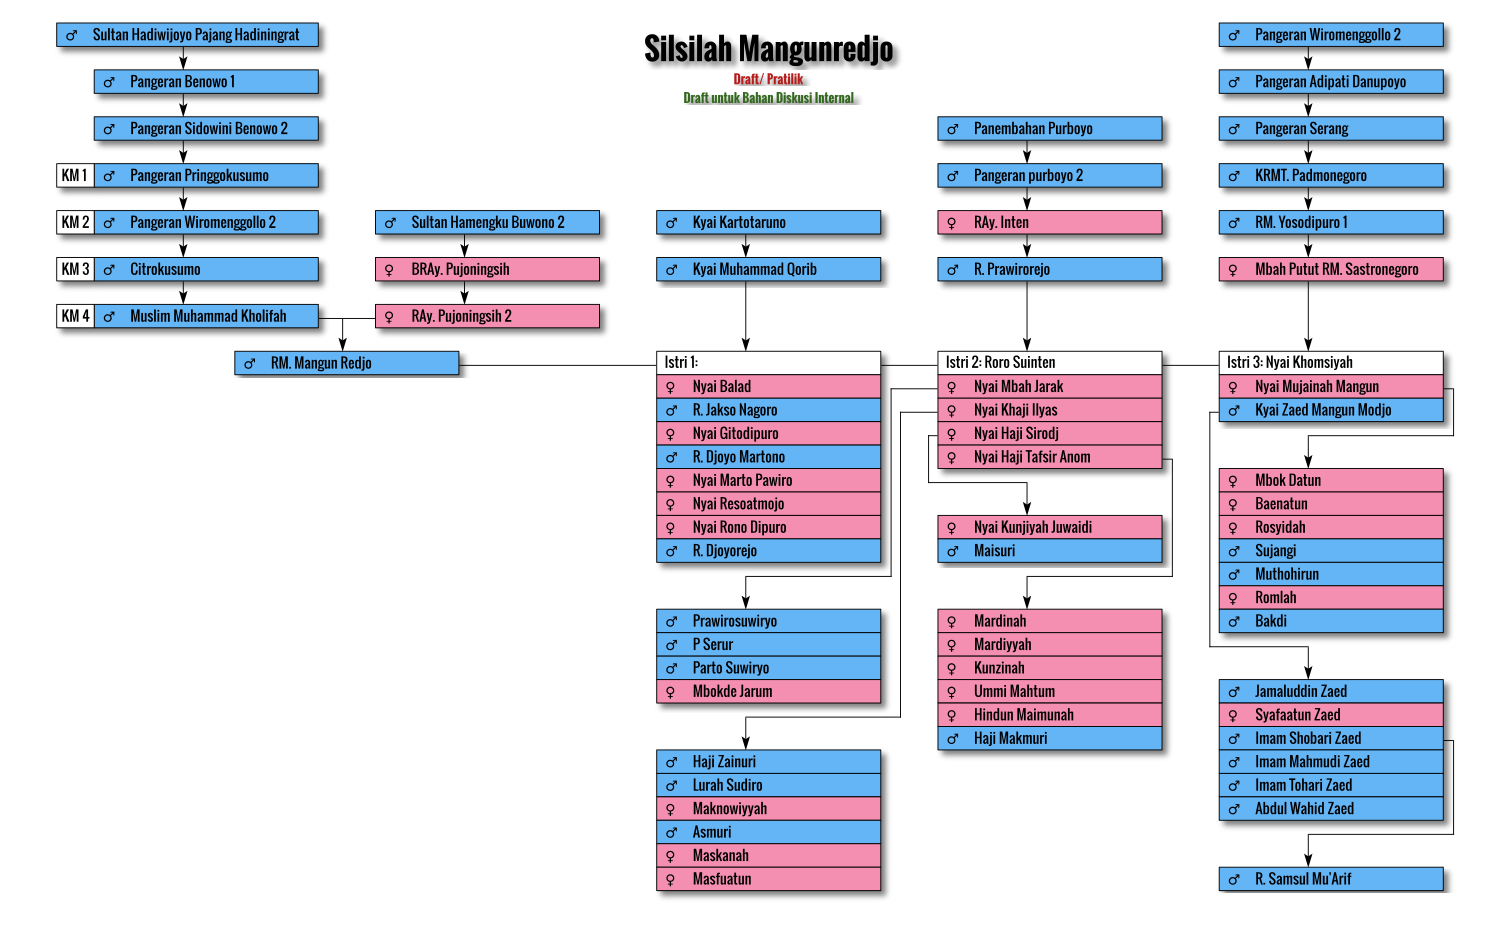 Silsilah Mangunredjo
Draft/ Pratilik
Draft untuk Bahan Diskusi Internal
♂ Sultan Hadiwijoyo Pajang Hadiningrat
♂ Pangeran Benowo 1
♂ Pangeran Sidowini Benowo 2
KM 1 ♂ Pangeran Pringgokusumo
KM 2 ♂ Pangeran Wiromenggollo 2
KM 3 ♂ Citrokusumo
KM 4 ♂ Muslim Muhammad Kholifah
♂ Sultan Hamengku Buwono 2
♀ BRAy. Pujoningsih
♀ RAy. Pujoningsih 2
♂ RM. Mangun Redjo
♂ Kyai Kartotaruno
♂ Kyai Muhammad Qorib
Istri 1:
♀ Nyai Balad
♂ R. Jakso Nagoro
♀ Nyai Gitodipuro
♂ R. Djoyo Martono
♀ Nyai Marto Pawiro
♀ Nyai Resoatmojo
♀ Nyai Rono Dipuro
♂ R. Djoyorejo
♂ Prawirosuwiryo
♂ P Serur
♂ Parto Suwiryo
♀ Mbokde Jarum
♂ Haji Zainuri
♂ Lurah Sudiro
♀ Maknowiyyah
♂ Asmuri
♀ Maskanah
♀ Masfuatun
♂ Panembahan Purboyo
♂ Pangeran purboyo 2
♀ RAy. Inten
♂ R. Prawirorejo
Istri 2: Roro Suinten
♀ Nyai Mbah Jarak
♀ Nyai Khaji Ilyas
♀ Nyai Haji Sirodj
♀ Nyai Haji Tafsir Anom
♀ Nyai Kunjiyah Juwaidi
♂ Maisuri
♀ Mardinah
♀ Mardiyyah
♀ Kunzinah
♀ Ummi Mahtum
♀ Hindun Maimunah
♂ Haji Makmuri
♂ Pangeran Wiromenggollo 2
♂ Pangeran Adipati Danupoyo
♂ Pangeran Serang
♂ KRMT. Padmonegoro
♂ RM. Yosodipuro 1
♀ Mbah Putut RM. Sastronegoro
Istri 3: Nyai Khomsiyah
♀ Nyai Mujainah Mangun
♂ Kyai Zaed Mangun Modjo
♀ Mbok Datun
♀ Baenatun
♀ Rosyidah
♂ Sujangi
♂ Muthohirun
♀ Romlah
♂ Bakdi
♂ Jamaluddin Zaed
♀ Syafaatun Zaed
♂ Imam Shobari Zaed
♂ Imam Mahmudi Zaed
♂ Imam Tohari Zaed
♂ Abdul Wahid Zaed
♂ R. Samsul Mu'Arif